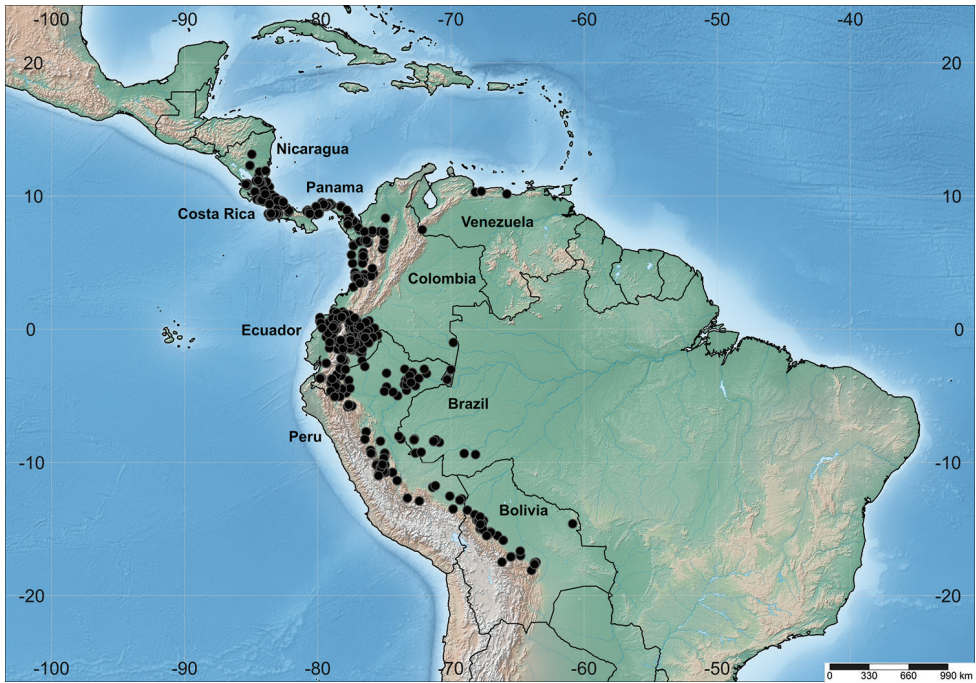 -100 -90 -80 -70 -60 -50 -40
20 20
Nicaragua
10 Panama 10
Costa Rica
Venezuela
Colombia
0 Ecuador 0
Brazil
Peru
-10 -10
Bolivia
-20 -20
-100 -90 -80 -70 -60 -50
0 330 660 990 km